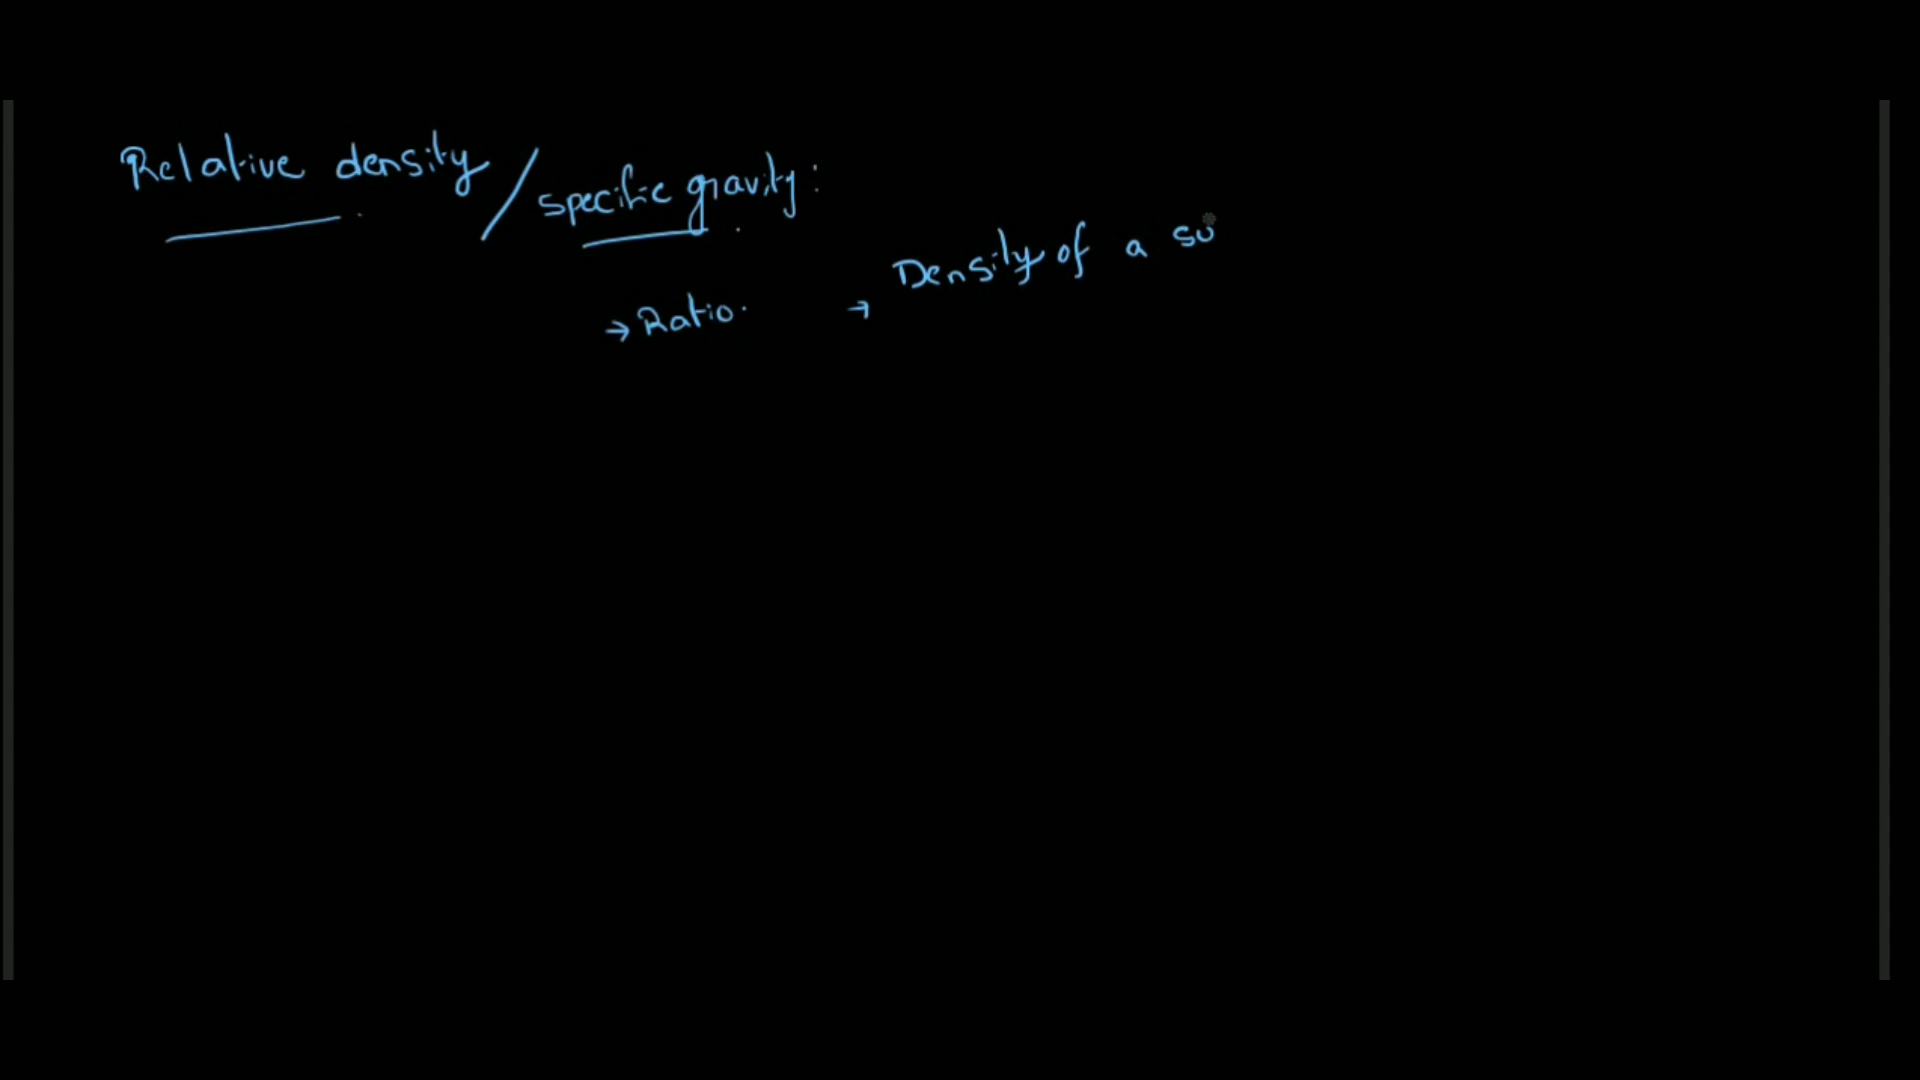 Relative density / specific gravity:
→ Ratio. → Density of a su